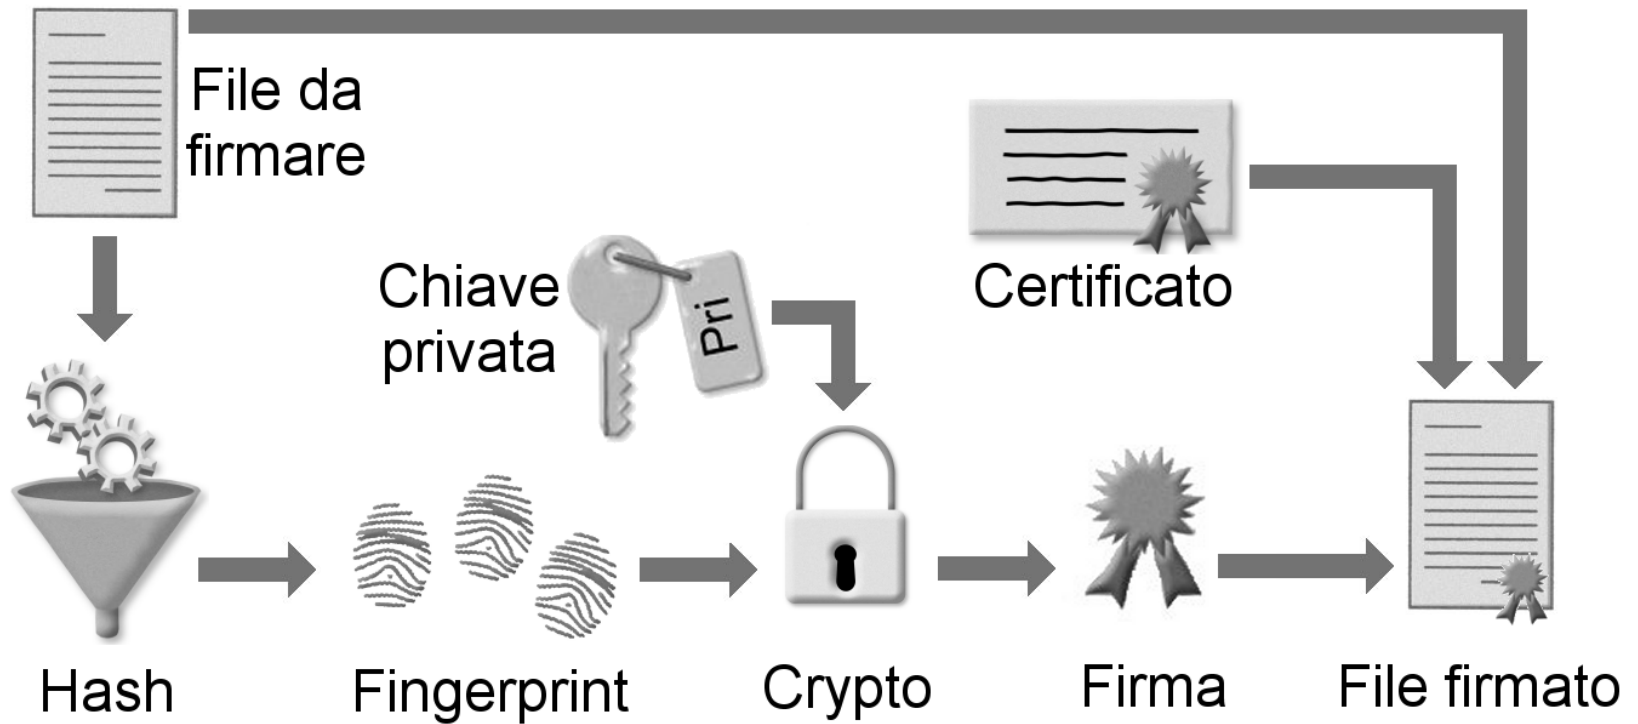 File da
firmare
Certificato
Chiave
privata
Pri
Hash
Fingerprint
Crypto
Firma
File firmato